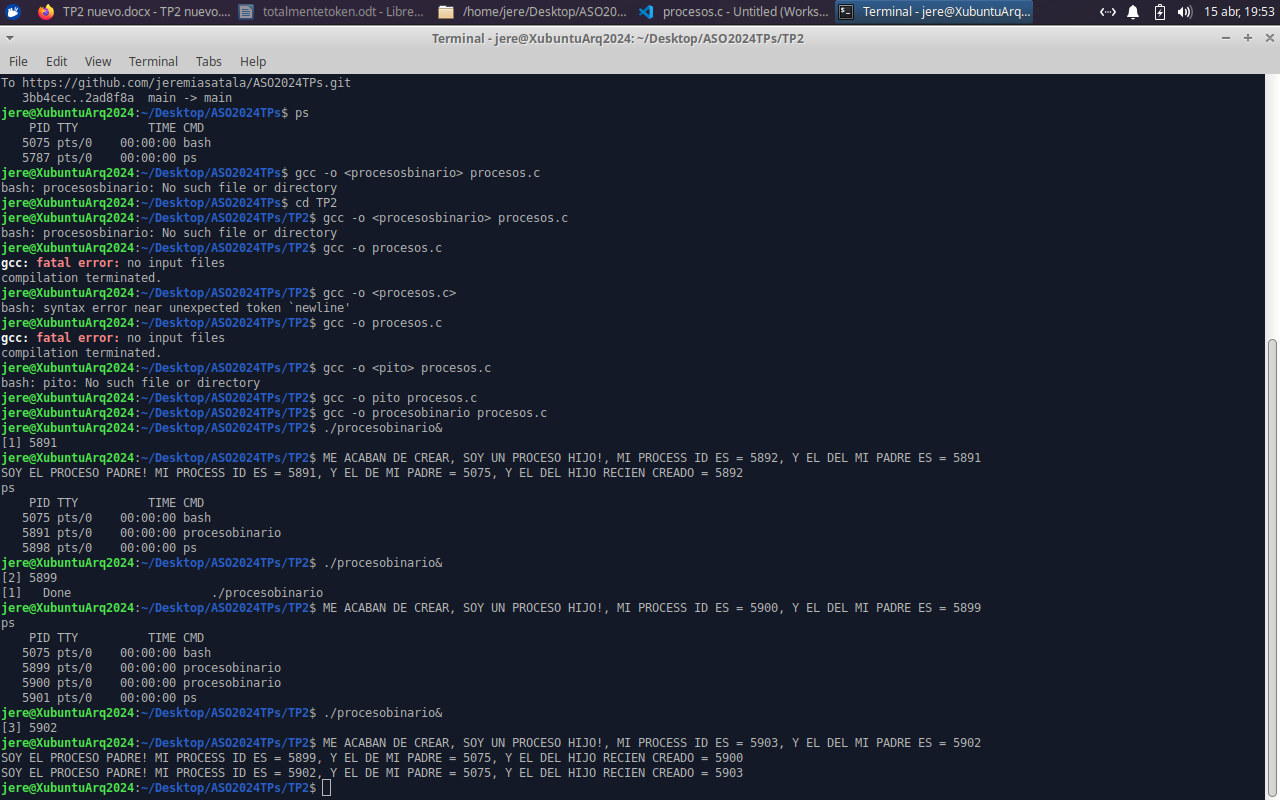 TP2 nuevo.docx - TP2 nuevo.... totalmentetoken.odt - Libre... /home/jere/Desktop/ASO20... procesos.c - Untitled (Works... Terminal - jere@XubuntuArq... 15 abr, 19:53
Terminal - jere@XubuntuArq2024: ~/Desktop/ASO2024TPs/TP2
File Edit View Terminal Tabs Help
To https://github.com/jeremiasatala/ASO2024TPs.git
   3bb4cec..2ad8f8a  main -> main
jere@XubuntuArq2024:~/Desktop/ASO2024TPs$ ps
    PID TTY          TIME CMD
   5075 pts/0    00:00:00 bash
   5787 pts/0    00:00:00 ps
jere@XubuntuArq2024:~/Desktop/ASO2024TPs$ gcc -o <procesosbinario> procesos.c
bash: procesosbinario: No such file or directory
jere@XubuntuArq2024:~/Desktop/ASO2024TPs$ cd TP2
jere@XubuntuArq2024:~/Desktop/ASO2024TPs/TP2$ gcc -o <procesosbinario> procesos.c
bash: procesosbinario: No such file or directory
jere@XubuntuArq2024:~/Desktop/ASO2024TPs/TP2$ gcc -o procesos.c
gcc: fatal error: no input files
compilation terminated.
jere@XubuntuArq2024:~/Desktop/ASO2024TPs/TP2$ gcc -o <procesos.c>
bash: syntax error near unexpected token `newline'
jere@XubuntuArq2024:~/Desktop/ASO2024TPs/TP2$ gcc -o procesos.c
gcc: fatal error: no input files
compilation terminated.
jere@XubuntuArq2024:~/Desktop/ASO2024TPs/TP2$ gcc -o <pito> procesos.c
bash: pito: No such file or directory
jere@XubuntuArq2024:~/Desktop/ASO2024TPs/TP2$ gcc -o pito procesos.c
jere@XubuntuArq2024:~/Desktop/ASO2024TPs/TP2$ gcc -o procesobinario procesos.c
jere@XubuntuArq2024:~/Desktop/ASO2024TPs/TP2$ ./procesobinario&
[1] 5891
jere@XubuntuArq2024:~/Desktop/ASO2024TPs/TP2$ ME ACABAN DE CREAR, SOY UN PROCESO HIJO!, MI PROCESS ID ES = 5892, Y EL DEL MI PADRE ES = 5891
SOY EL PROCESO PADRE! MI PROCESS ID ES = 5891, Y EL DE MI PADRE = 5075, Y EL DEL HIJO RECIEN CREADO = 5892
ps
    PID TTY          TIME CMD
   5075 pts/0    00:00:00 bash
   5891 pts/0    00:00:00 procesobinario
   5898 pts/0    00:00:00 ps
jere@XubuntuArq2024:~/Desktop/ASO2024TPs/TP2$ ./procesobinario&
[2] 5899
[1]   Done                    ./procesobinario
jere@XubuntuArq2024:~/Desktop/ASO2024TPs/TP2$ ME ACABAN DE CREAR, SOY UN PROCESO HIJO!, MI PROCESS ID ES = 5900, Y EL DEL MI PADRE ES = 5899
ps
    PID TTY          TIME CMD
   5075 pts/0    00:00:00 bash
   5899 pts/0    00:00:00 procesobinario
   5900 pts/0    00:00:00 procesobinario
   5901 pts/0    00:00:00 ps
jere@XubuntuArq2024:~/Desktop/ASO2024TPs/TP2$ ./procesobinario&
[3] 5902
jere@XubuntuArq2024:~/Desktop/ASO2024TPs/TP2$ ME ACABAN DE CREAR, SOY UN PROCESO HIJO!, MI PROCESS ID ES = 5903, Y EL DEL MI PADRE ES = 5902
SOY EL PROCESO PADRE! MI PROCESS ID ES = 5899, Y EL DE MI PADRE = 5075, Y EL DEL HIJO RECIEN CREADO = 5900
SOY EL PROCESO PADRE! MI PROCESS ID ES = 5902, Y EL DE MI PADRE = 5075, Y EL DEL HIJO RECIEN CREADO = 5903
jere@XubuntuArq2024:~/Desktop/ASO2024TPs/TP2$